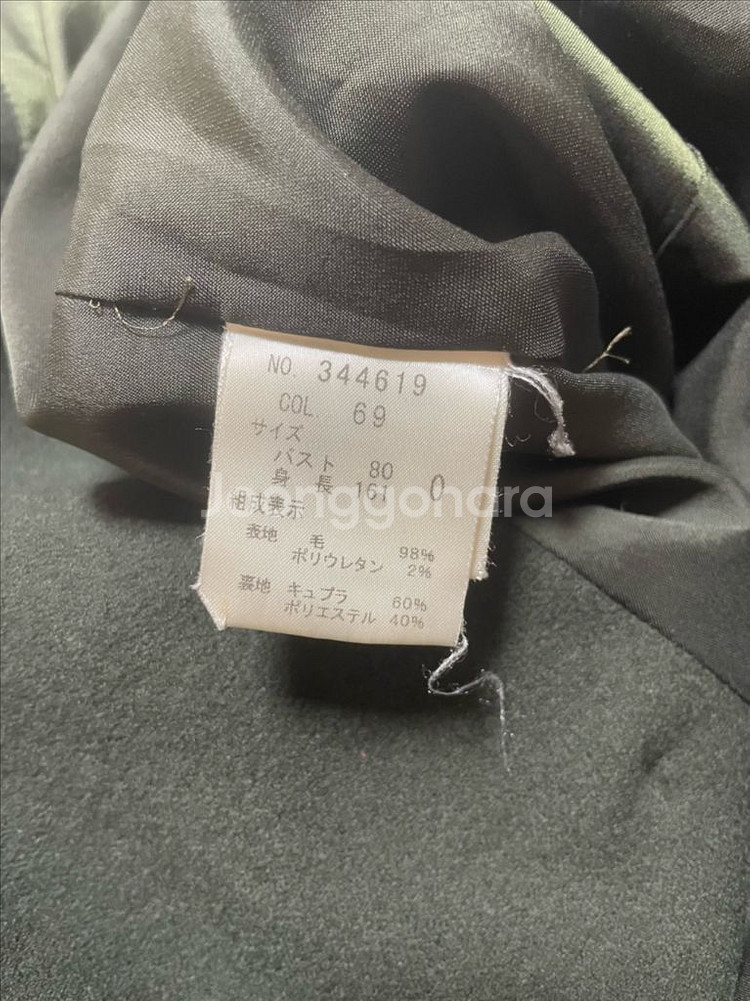 NO. 344619
COL. 69
サイズ
バスト 80
身長 161 0
組成表示
表地 毛 98%
ポリウレタン 2%
裏地 キュプラ 60%
ポリエステル 40%
Joonggonara